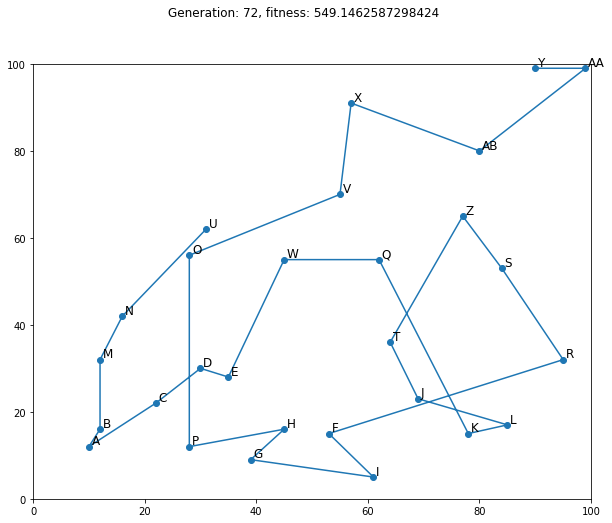 Generation: 72, fitness: 549.1462587298424
100
Y
AA
X
80
AB
V
Z
U
60
O
W
Q
S
N
40
T
M
R
D
E
20
C
J
B
H
L
F
K
A
P
G
I
0
0
20
40
60
80
100